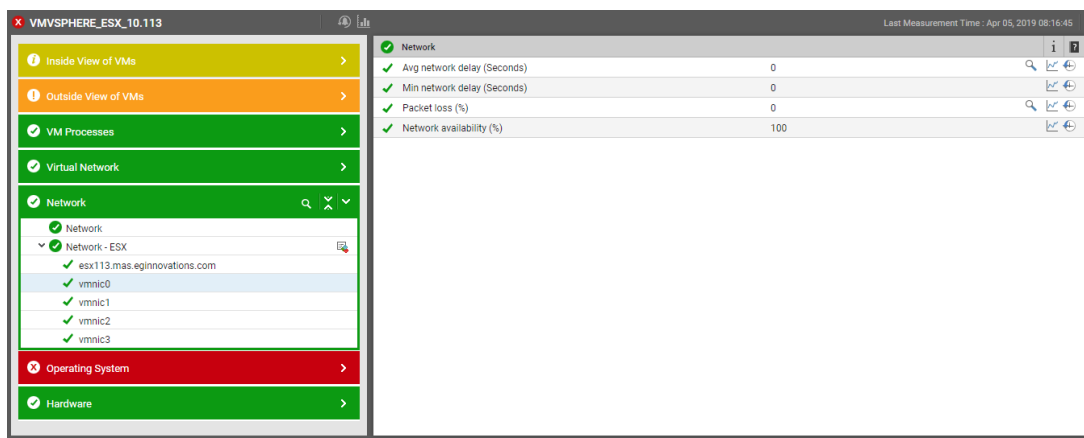 VMVSPHERE_ESX_10.113
Last Measurement Time : Apr 05, 2019 08:16:45
Inside View of VMs
Outside View of VMs
VM Processes
Virtual Network
Network
Network
Network - ESX
esx113.mas.eginnovations.com
vmnic0
vmnic1
vmnic2
vmnic3
Operating System
Hardware
Network
Avg network delay (Seconds) 0
Min network delay (Seconds) 0
Packet loss (%) 0
Network availability (%) 100